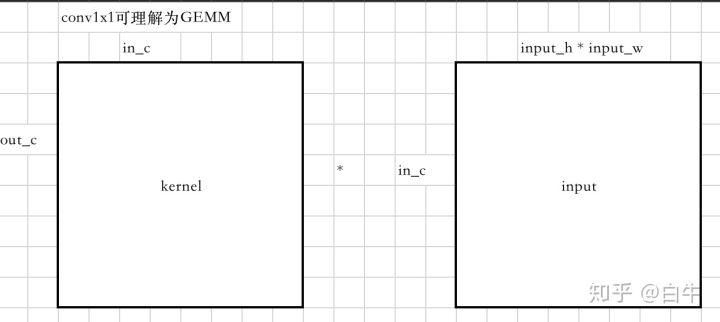 conv1x1可理解为GEMM
in_c
input_h * input_w
out_c
*
in_c
kernel
input
知乎 @白牛